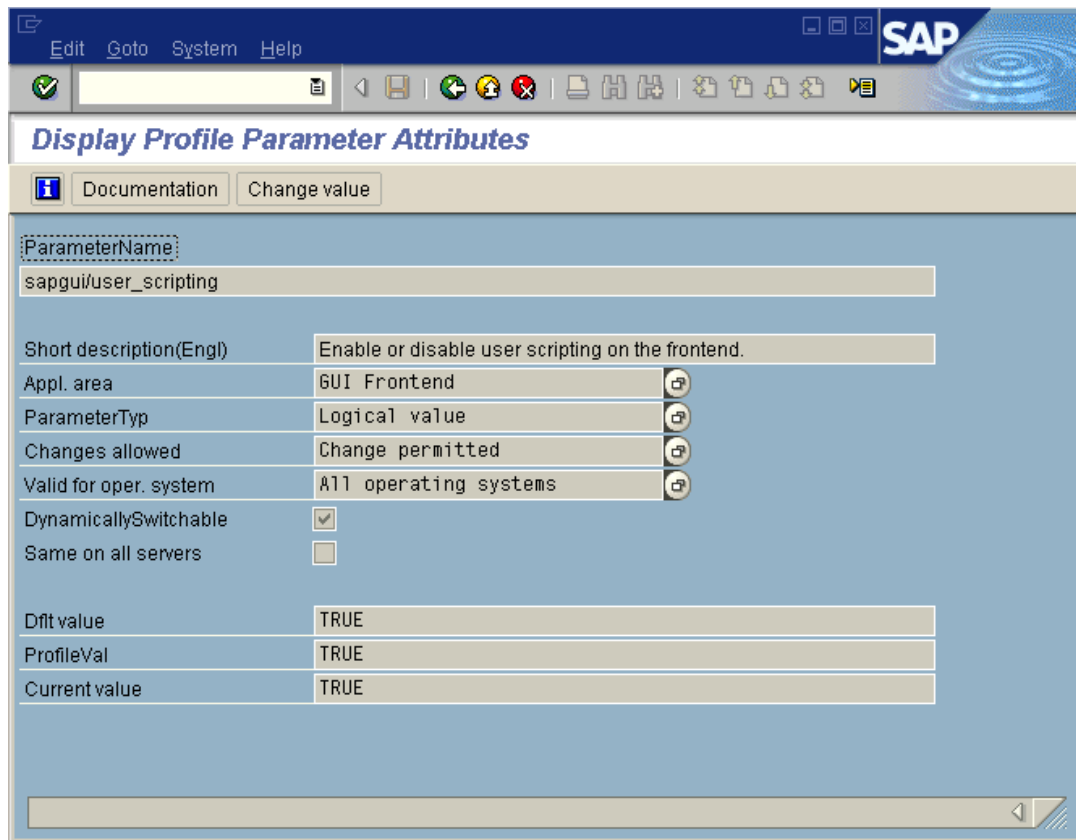 Edit Goto System Help
SAP
Display Profile Parameter Attributes
Documentation Change value
ParameterName
sapgui/user_scripting
Short description(Engl) Enable or disable user scripting on the frontend.
Appl. area GUI Frontend
ParameterTyp Logical value
Changes allowed Change permitted
Valid for oper. system All operating systems
DynamicallySwitchable
Same on all servers
Dflt value TRUE
ProfileVal TRUE
Current value TRUE